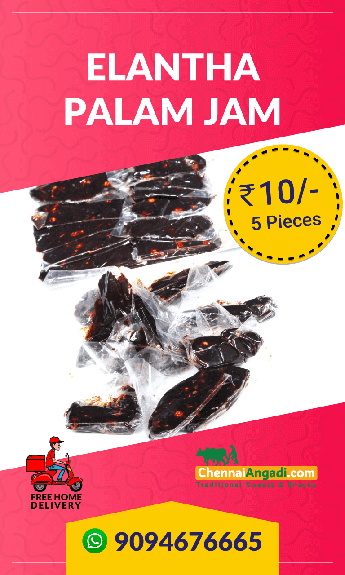 ELANTHA
PALAM JAM
₹10/-
5 Pieces
ChennaiAngadi.com
Traditional Sweets & Snacks
FREE HOME
DELIVERY
9094676665